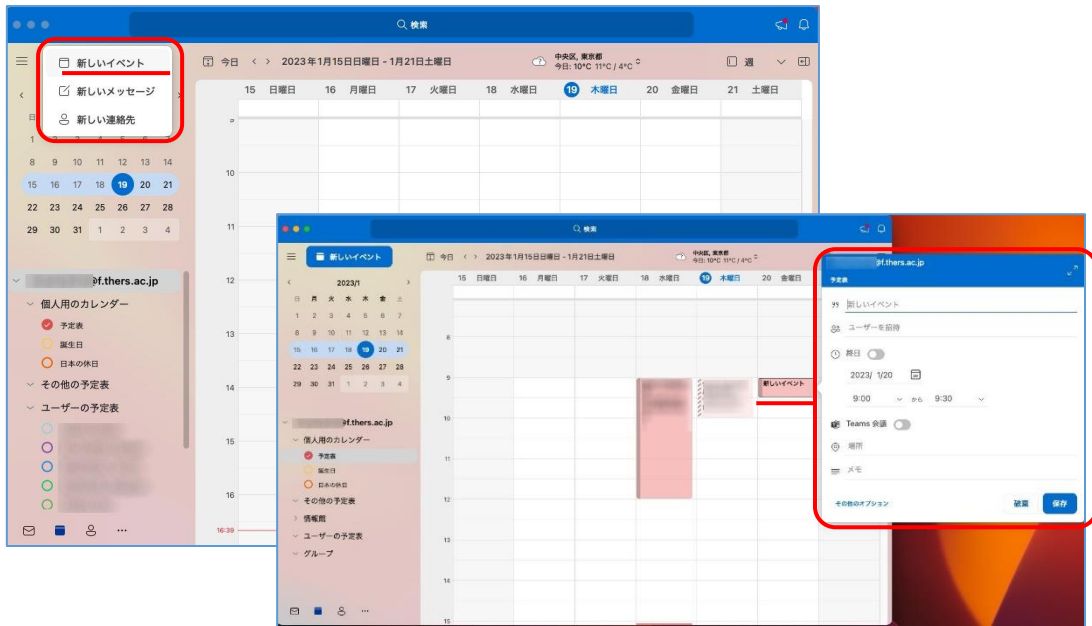 検索
新しいイベント
新しいメッセージ
新しい連絡先
今日 < > 2023年1月15日日曜日 - 1月21日土曜日
中央区, 東京都
今日: 10°C 11°C / 4°C
週
15 日曜日 16 月曜日 17 火曜日 18 水曜日 19 木曜日 20 金曜日 21 土曜日
8 9 10 11 12 13 14
15 16 17 18 19 20 21
22 23 24 25 26 27 28
29 30 31 1 2 3 4
@f.thers.ac.jp
個人用のカレンダー
予定表
誕生日
日本の休日
その他の予定表
ユーザーの予定表
10
11
12
13
14
15
16
16:39
検索
新しいイベント
今日 < > 2023年1月15日日曜日 - 1月21日土曜日
中央区, 東京都
今日: 10°C 11°C / 4°C
15 日曜日 16 月曜日 17 火曜日 18 水曜日 19 木曜日 20 金曜日
2023/1
日 月 火 水 木 金 土
1 2 3 4 5 6 7
8 9 10 11 12 13 14
15 16 17 18 19 20 21
22 23 24 25 26 27 28
29 30 31 1 2 3 4
f.thers.ac.jp
個人用のカレンダー
予定表
誕生日
日本の休日
その他の予定表
情報館
ユーザーの予定表
グループ
8
9
10
11
12
13
14
15
新しいイベント
@f.thers.ac.jp
予定表
新しいイベント
ユーザーを招待
終日
2023/ 1/20
9:00 から 9:30
Teams 会議
場所
メモ
その他のオプション
破棄 保存